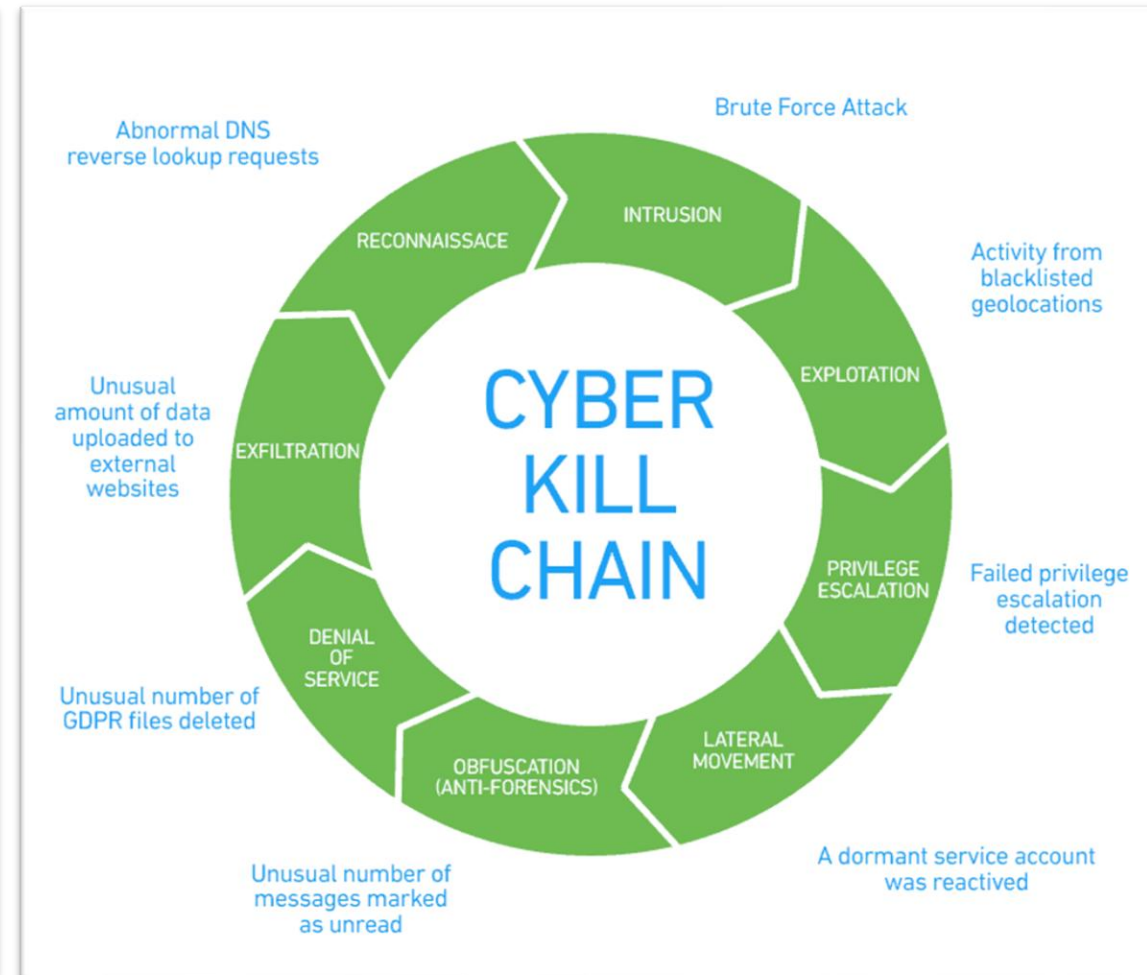 Abnormal DNS
reverse lookup requests
Brute Force Attack
RECONNAISSACE
INTRUSION
Activity from
blacklisted
geolocations
EXPLOTATION
CYBER
KILL
CHAIN
Unusual
amount of data
uploaded to
external
websites
EXFILTRATION
PRIVILEGE
ESCALATION
Failed privilege
escalation
detected
DENIAL
OF
SERVICE
Unusual number of
GDPR files deleted
LATERAL
MOVEMENT
OBFUSCATION
(ANTI-FORENSICS)
A dormant service account
was reactived
Unusual number of
messages marked
as unread